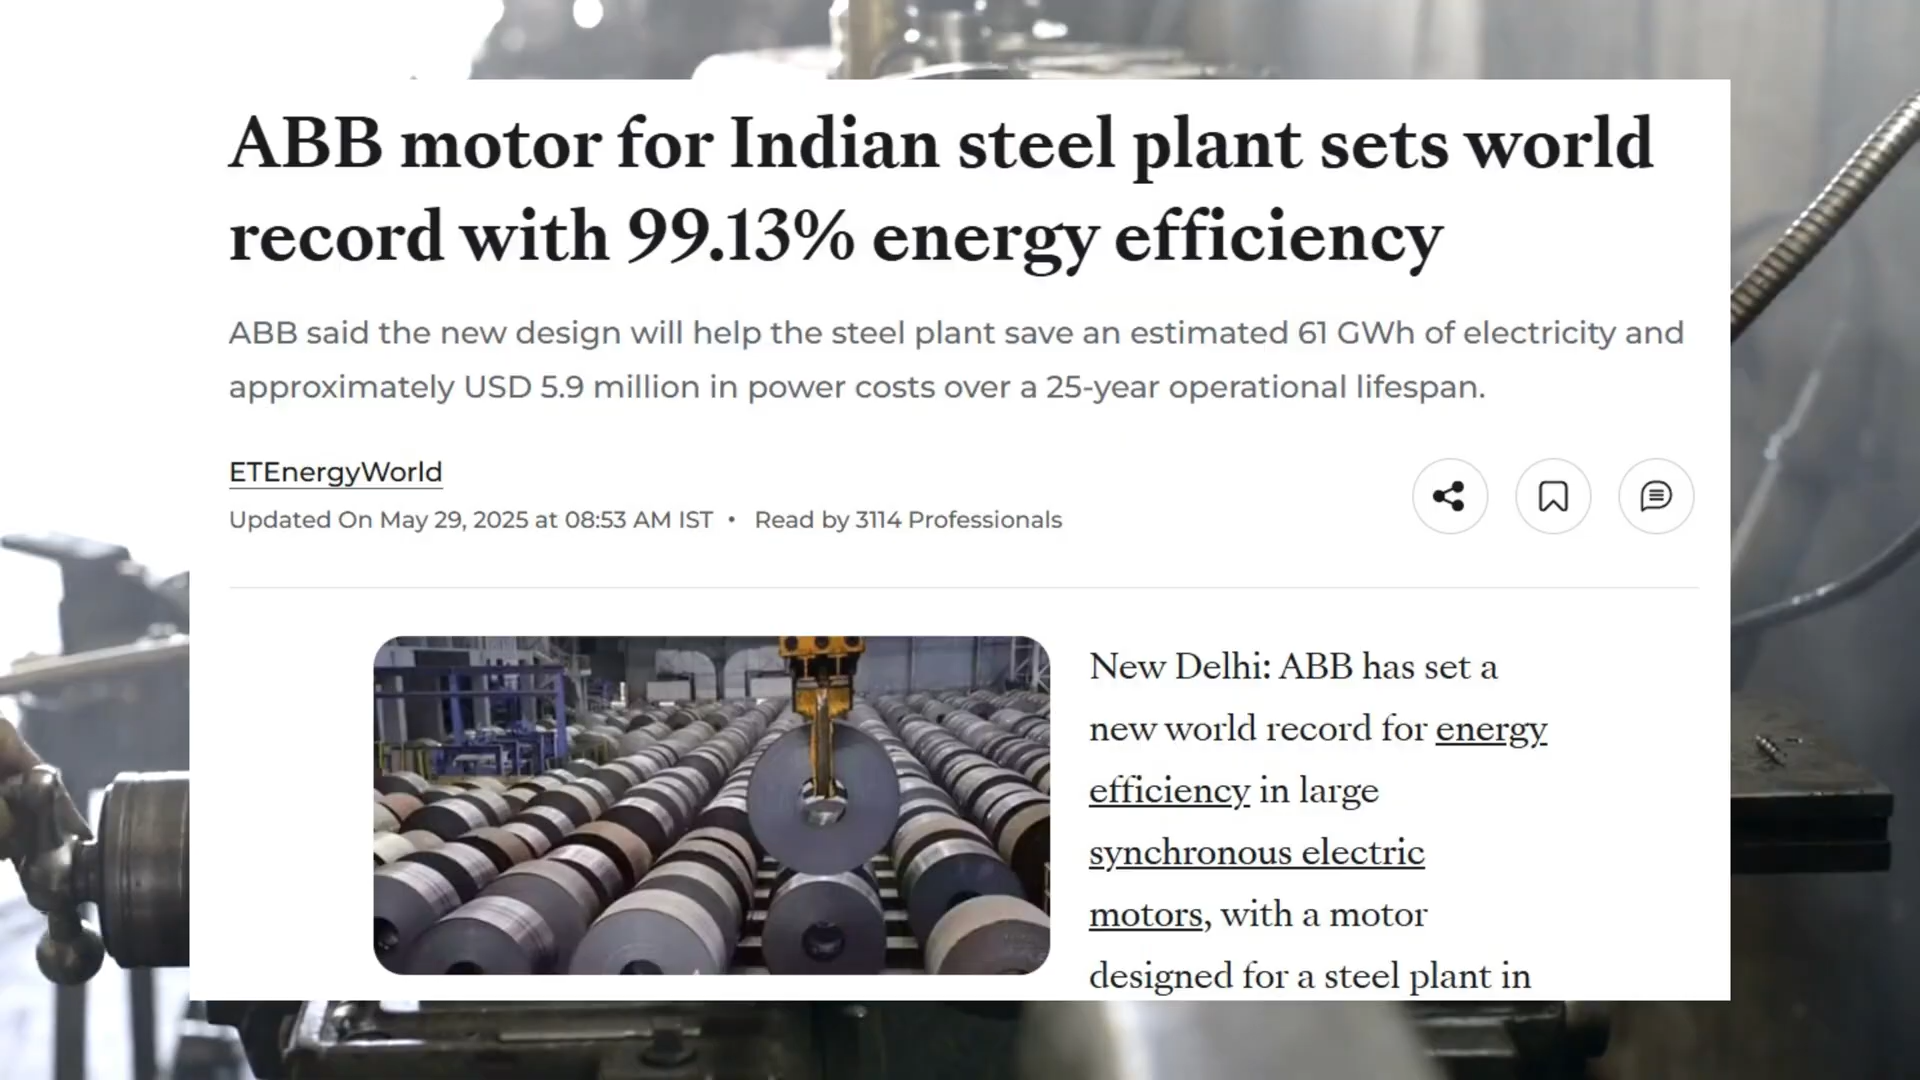 ABB motor for Indian steel plant sets world
record with 99.13% energy efficiency
ABB said the new design will help the steel plant save an estimated 61 GWh of electricity and
approximately USD 5.9 million in power costs over a 25-year operational lifespan.
ETEnergyWorld
Updated On May 29, 2025 at 08:53 AM IST • Read by 3114 Professionals
New Delhi: ABB has set a
new world record for energy
efficiency in large
synchronous electric
motors, with a motor
designed for a steel plant in